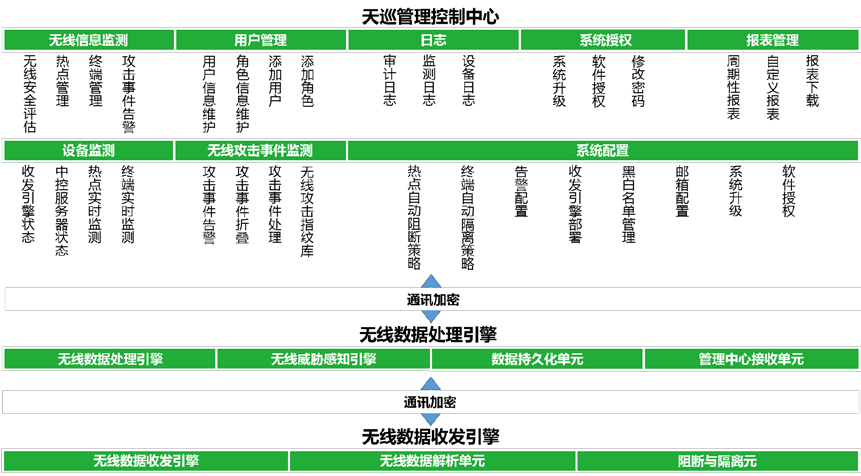 天巡管理控制中心
无线信息监测
用户管理
日志
系统授权
报表管理
无线安全评估
热点管理
终端管理
攻击事件告警
用户信息维护
角色信息维护
添加用户
添加角色
审计日志
监测日志
设备日志
系统升级
软件授权
修改密码
周期性报表
自定义报表
报表下载
设备监测
无线攻击事件监测
系统配置
收发引擎状态
中控服务器状态
热点实时监测
终端实时监测
攻击事件告警
攻击事件折叠
攻击事件处理
无线攻击指纹库
热点自动阻断策略
终端自动隔离策略
告警配置
收发引擎部署
黑白名单管理
邮箱配置
系统升级
软件授权
通讯加密
无线数据处理引擎
无线数据处理引擎
无线威胁感知引擎
数据持久化单元
管理中心接收单元
通讯加密
无线数据收发引擎
无线数据收发引擎
无线数据解析单元
阻断与隔离元